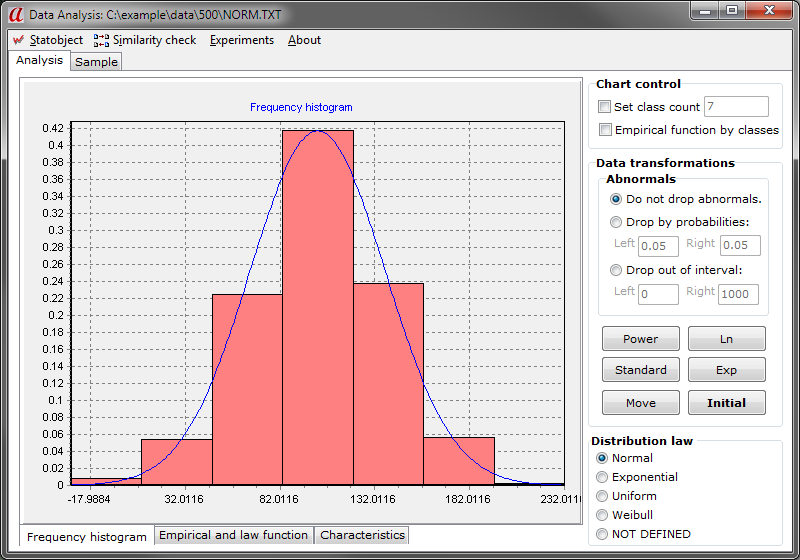 Data Analysis: C:\example\data\500\NORM.TXT
Statobject Similarity check Experiments About
Analysis Sample
Frequency histogram
0.42
0.4
0.38
0.36
0.34
0.32
0.3
0.28
0.26
0.24
0.22
0.2
0.18
0.16
0.14
0.12
0.1
0.08
0.06
0.04
0.02
0
-17.9884 32.0116 82.0116 132.0116 182.0116 232.011
Frequency histogram Empirical and law function Characteristics
Chart control
Set class count 7
Empirical function by classes
Data transformations
Abnormals
Do not drop abnormals.
Drop by probabilities:
Left 0.05 Right 0.05
Drop out of interval:
Left 0 Right 1000
Power Ln
Standard Exp
Move Initial
Distribution law
Normal
Exponential
Uniform
Weibull
NOT DEFINED